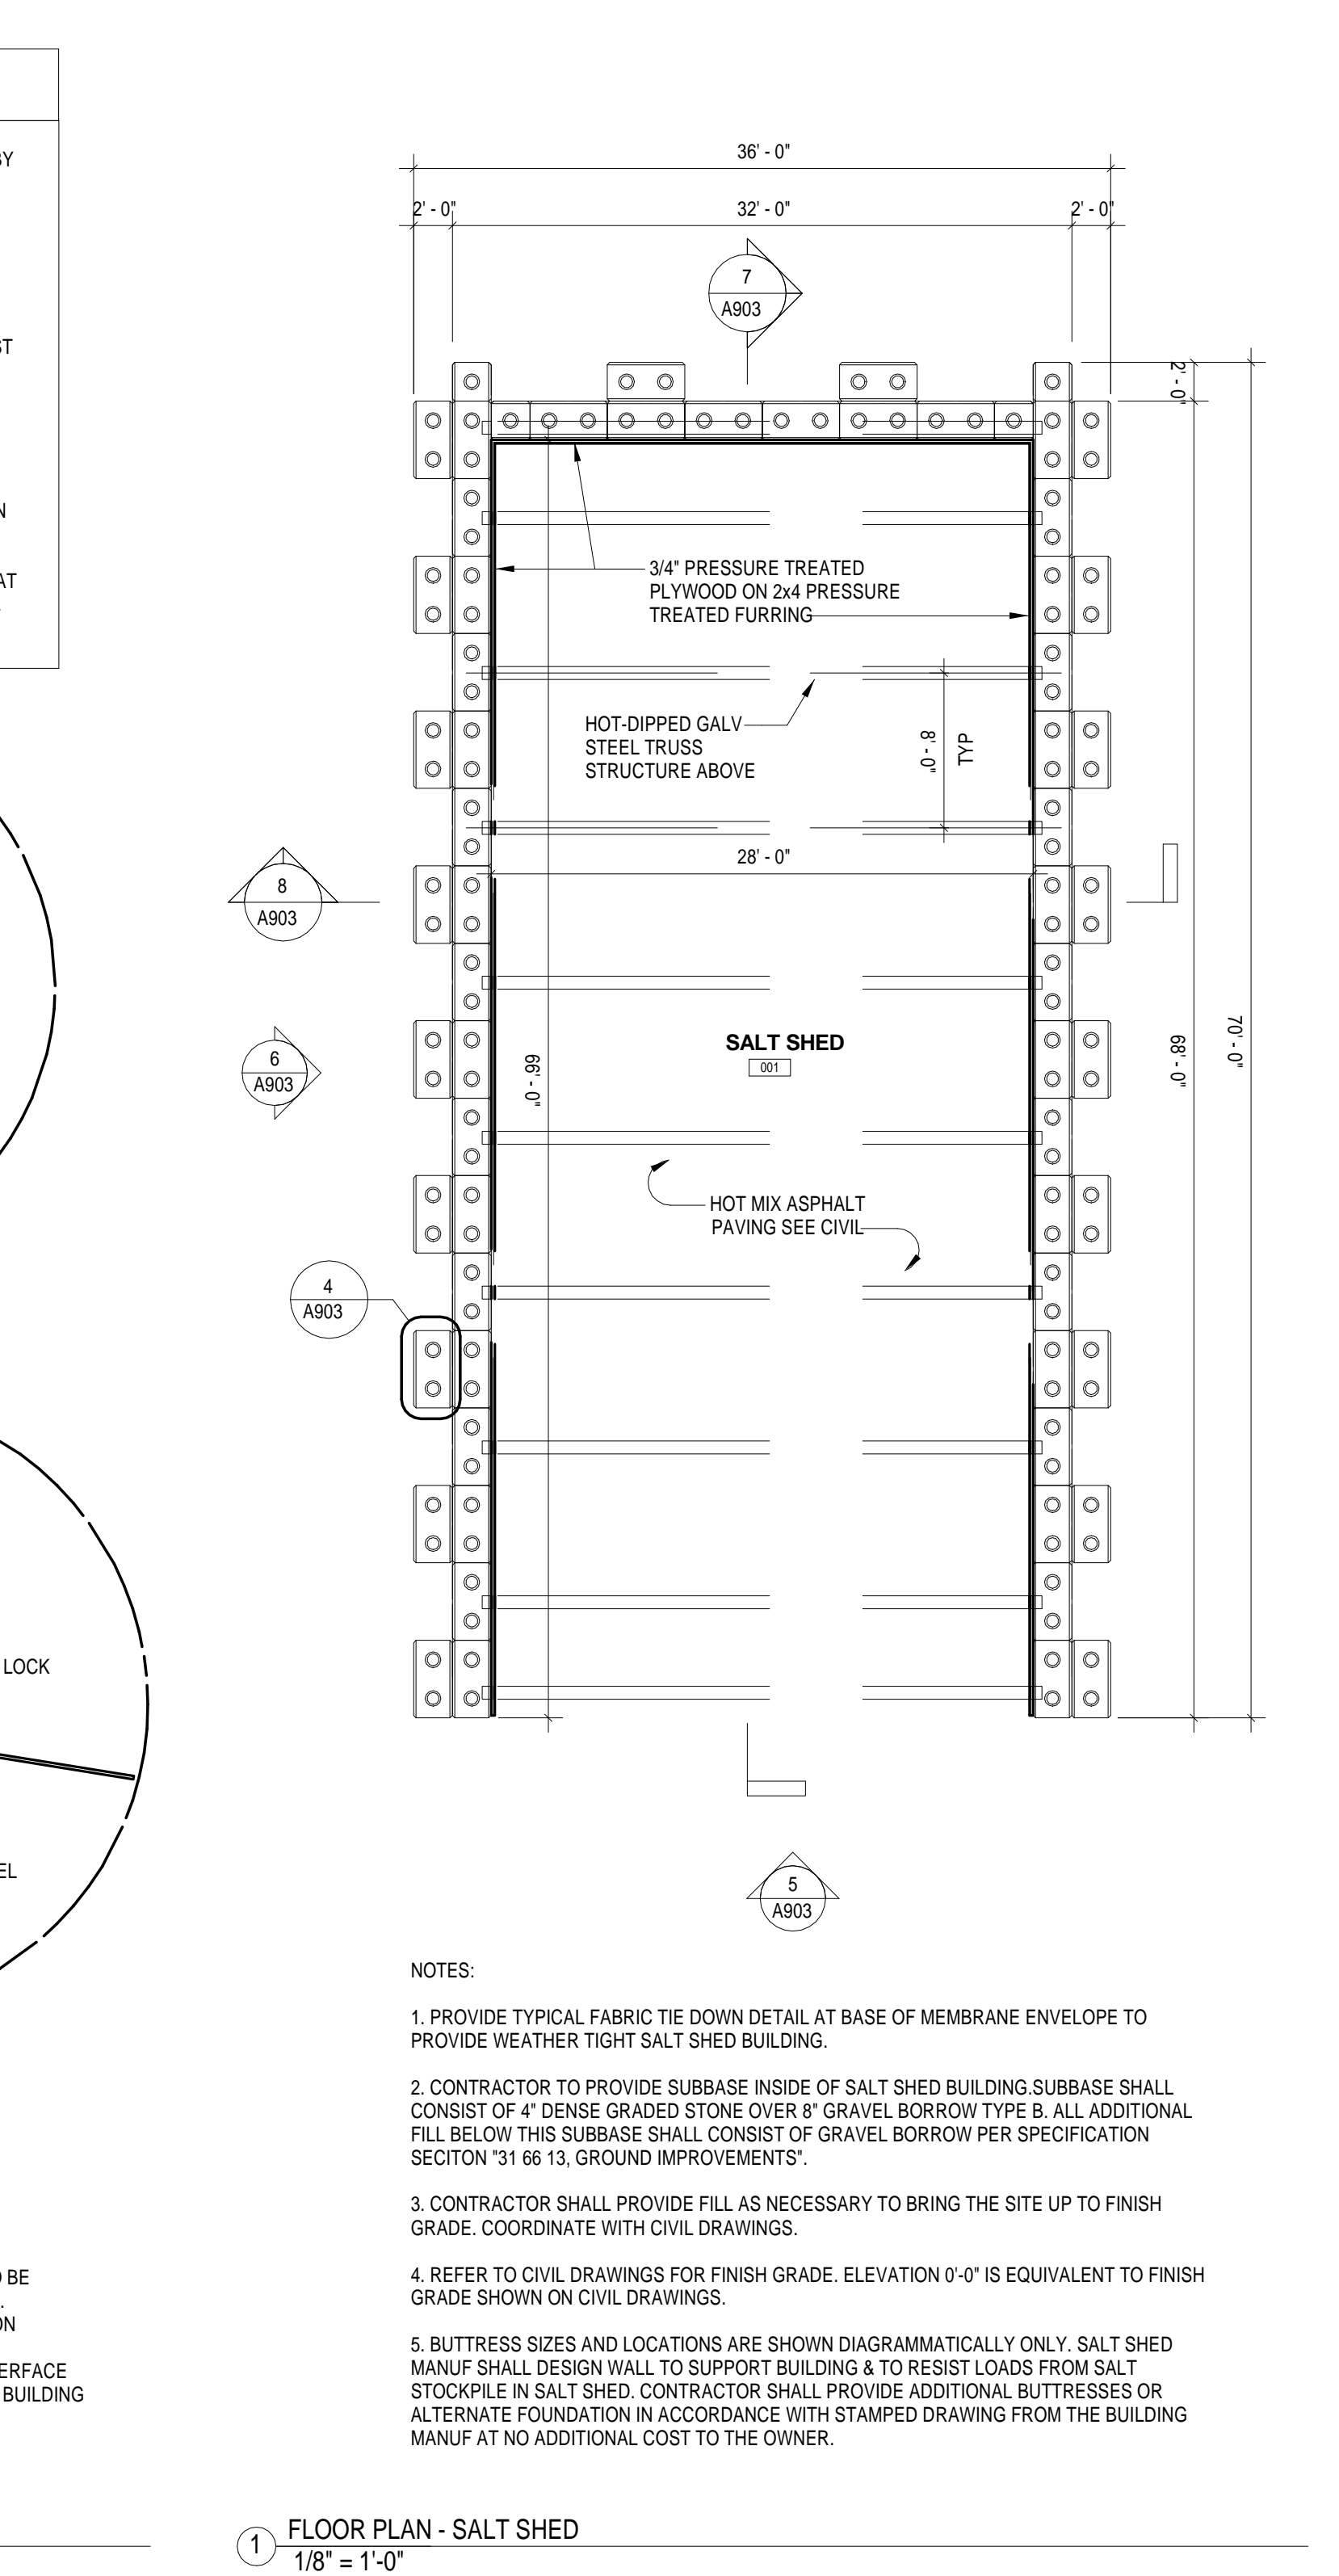 BY
ST
N
AT
LOCK
EL
O BE
ON
ERFACE
BUILDING
36' - 0"
2' - 0"
32' - 0"
2' - 0"
7
A903
2' - 0"
3/4" PRESSURE TREATED
PLYWOOD ON 2x4 PRESSURE
TREATED FURRING
HOT-DIPPED GALV
STEEL TRUSS
STRUCTURE ABOVE
8' - 0"
TYP
28' - 0"
8
A903
6
A903
SALT SHED
001
66' - 0"
68' - 0"
70' - 0"
HOT MIX ASPHALT
PAVING SEE CIVIL
4
A903
5
A903
NOTES:
1. PROVIDE TYPICAL FABRIC TIE DOWN DETAIL AT BASE OF MEMBRANE ENVELOPE TO
PROVIDE WEATHER TIGHT SALT SHED BUILDING.
2. CONTRACTOR TO PROVIDE SUBBASE INSIDE OF SALT SHED BUILDING.SUBBASE SHALL
CONSIST OF 4" DENSE GRADED STONE OVER 8" GRAVEL BORROW TYPE B. ALL ADDITIONAL
FILL BELOW THIS SUBBASE SHALL CONSIST OF GRAVEL BORROW PER SPECIFICATION
SECITON "31 66 13, GROUND IMPROVEMENTS".
3. CONTRACTOR SHALL PROVIDE FILL AS NECESSARY TO BRING THE SITE UP TO FINISH
GRADE. COORDINATE WITH CIVIL DRAWINGS.
4. REFER TO CIVIL DRAWINGS FOR FINISH GRADE. ELEVATION 0'-0" IS EQUIVALENT TO FINISH
GRADE SHOWN ON CIVIL DRAWINGS.
5. BUTTRESS SIZES AND LOCATIONS ARE SHOWN DIAGRAMMATICALLY ONLY. SALT SHED
MANUF SHALL DESIGN WALL TO SUPPORT BUILDING & TO RESIST LOADS FROM SALT
STOCKPILE IN SALT SHED. CONTRACTOR SHALL PROVIDE ADDITIONAL BUTTRESSES OR
ALTERNATE FOUNDATION IN ACCORDANCE WITH STAMPED DRAWING FROM THE BUILDING
MANUF AT NO ADDITIONAL COST TO THE OWNER.
1
FLOOR PLAN - SALT SHED
1/8" = 1'-0"